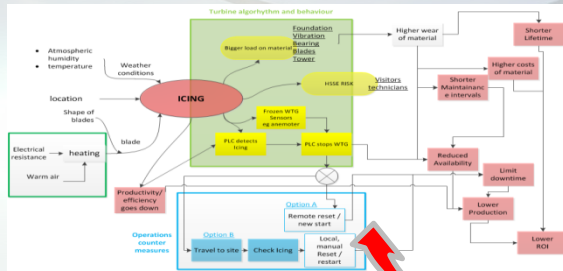 Turbine algorhythm and behaviour
Foundation
Vibration
Bearing
Blades
Tower
Bigger load on material
Higher wear
of material
Shorter
Lifetime
• Atmospheric
humidity
• temperature
Weather
conditions
Higher costs
of material
HSSE RISK
Visitors
technicians
ICING
location
Shorter
Maintainanc
e intervals
Shape of
blades
Frozen WTG
Sensors
eg anemoter
blade
Electrical
resistance
heating
PLC detects
Icing
PLC stops WTG
Reduced
Availability
Warm air
Limit
downtime
Productivity/
efficiency
goes down
Option A
Remote reset /
new start
Lower
Production
Operations
counter
measures
Option B
Travel to site
Check Icing
Local,
manual
Reset /
restart
Lower
ROI